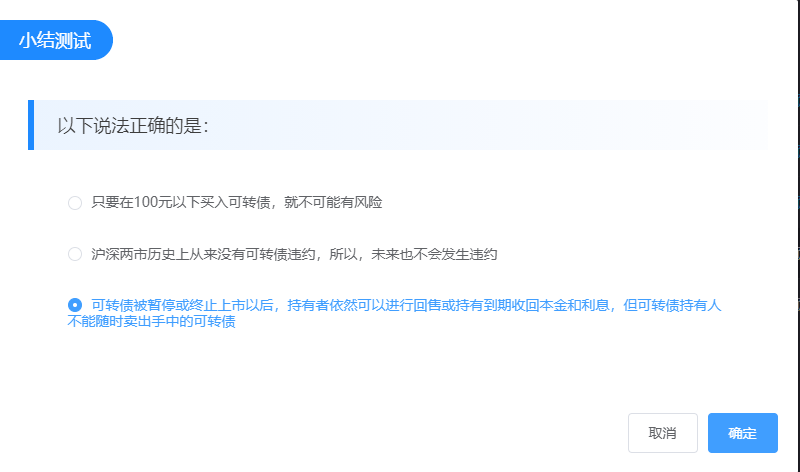 小结测试
以下说法正确的是：
只要在100元以下买入可转债，就不可能有风险
沪深两市历史上从来没有可转债违约，所以，未来也不会发生违约
可转债被暂停或终止上市以后，持有者依然可以进行回售或持有到期收回本金和利息，但可转债持有人
不能随时卖出手中的可转债
取消
确定